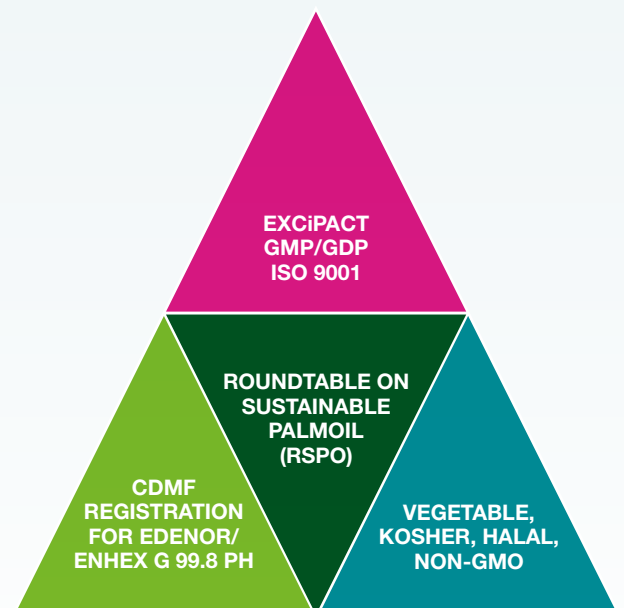 EXCiPACT
GMP/GDP
ISO 9001
ROUNDTABLE ON
SUSTAINABLE
PALMOIL
(RSPO)
CDMF
REGISTRATION
FOR EDENOR/
ENHEX G 99.8 PH
VEGETABLE,
KOSHER, HALAL,
NON-GMO